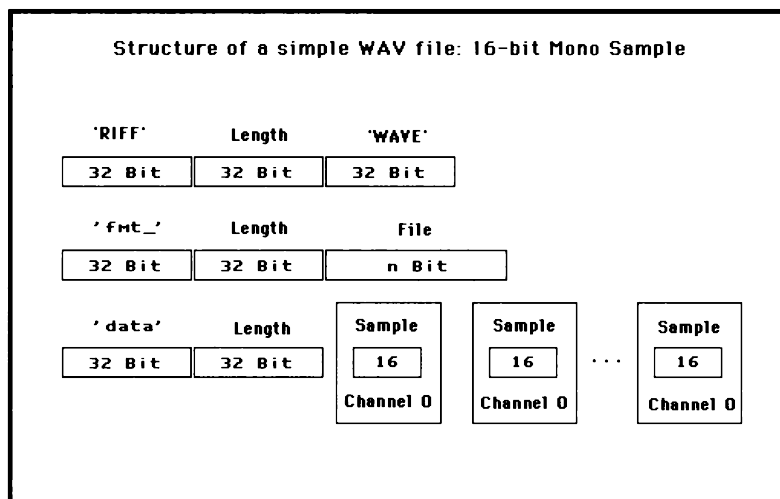 Structure of a simple WAV file: 16-bit Mono Sample
'RIFF' Length 'WAVE'
32 Bit 32 Bit 32 Bit
'fmt_' Length File
32 Bit 32 Bit n Bit
'data' Length Sample Sample Sample
32 Bit 32 Bit 16 16 ... 16
Channel 0 Channel 0 Channel 0